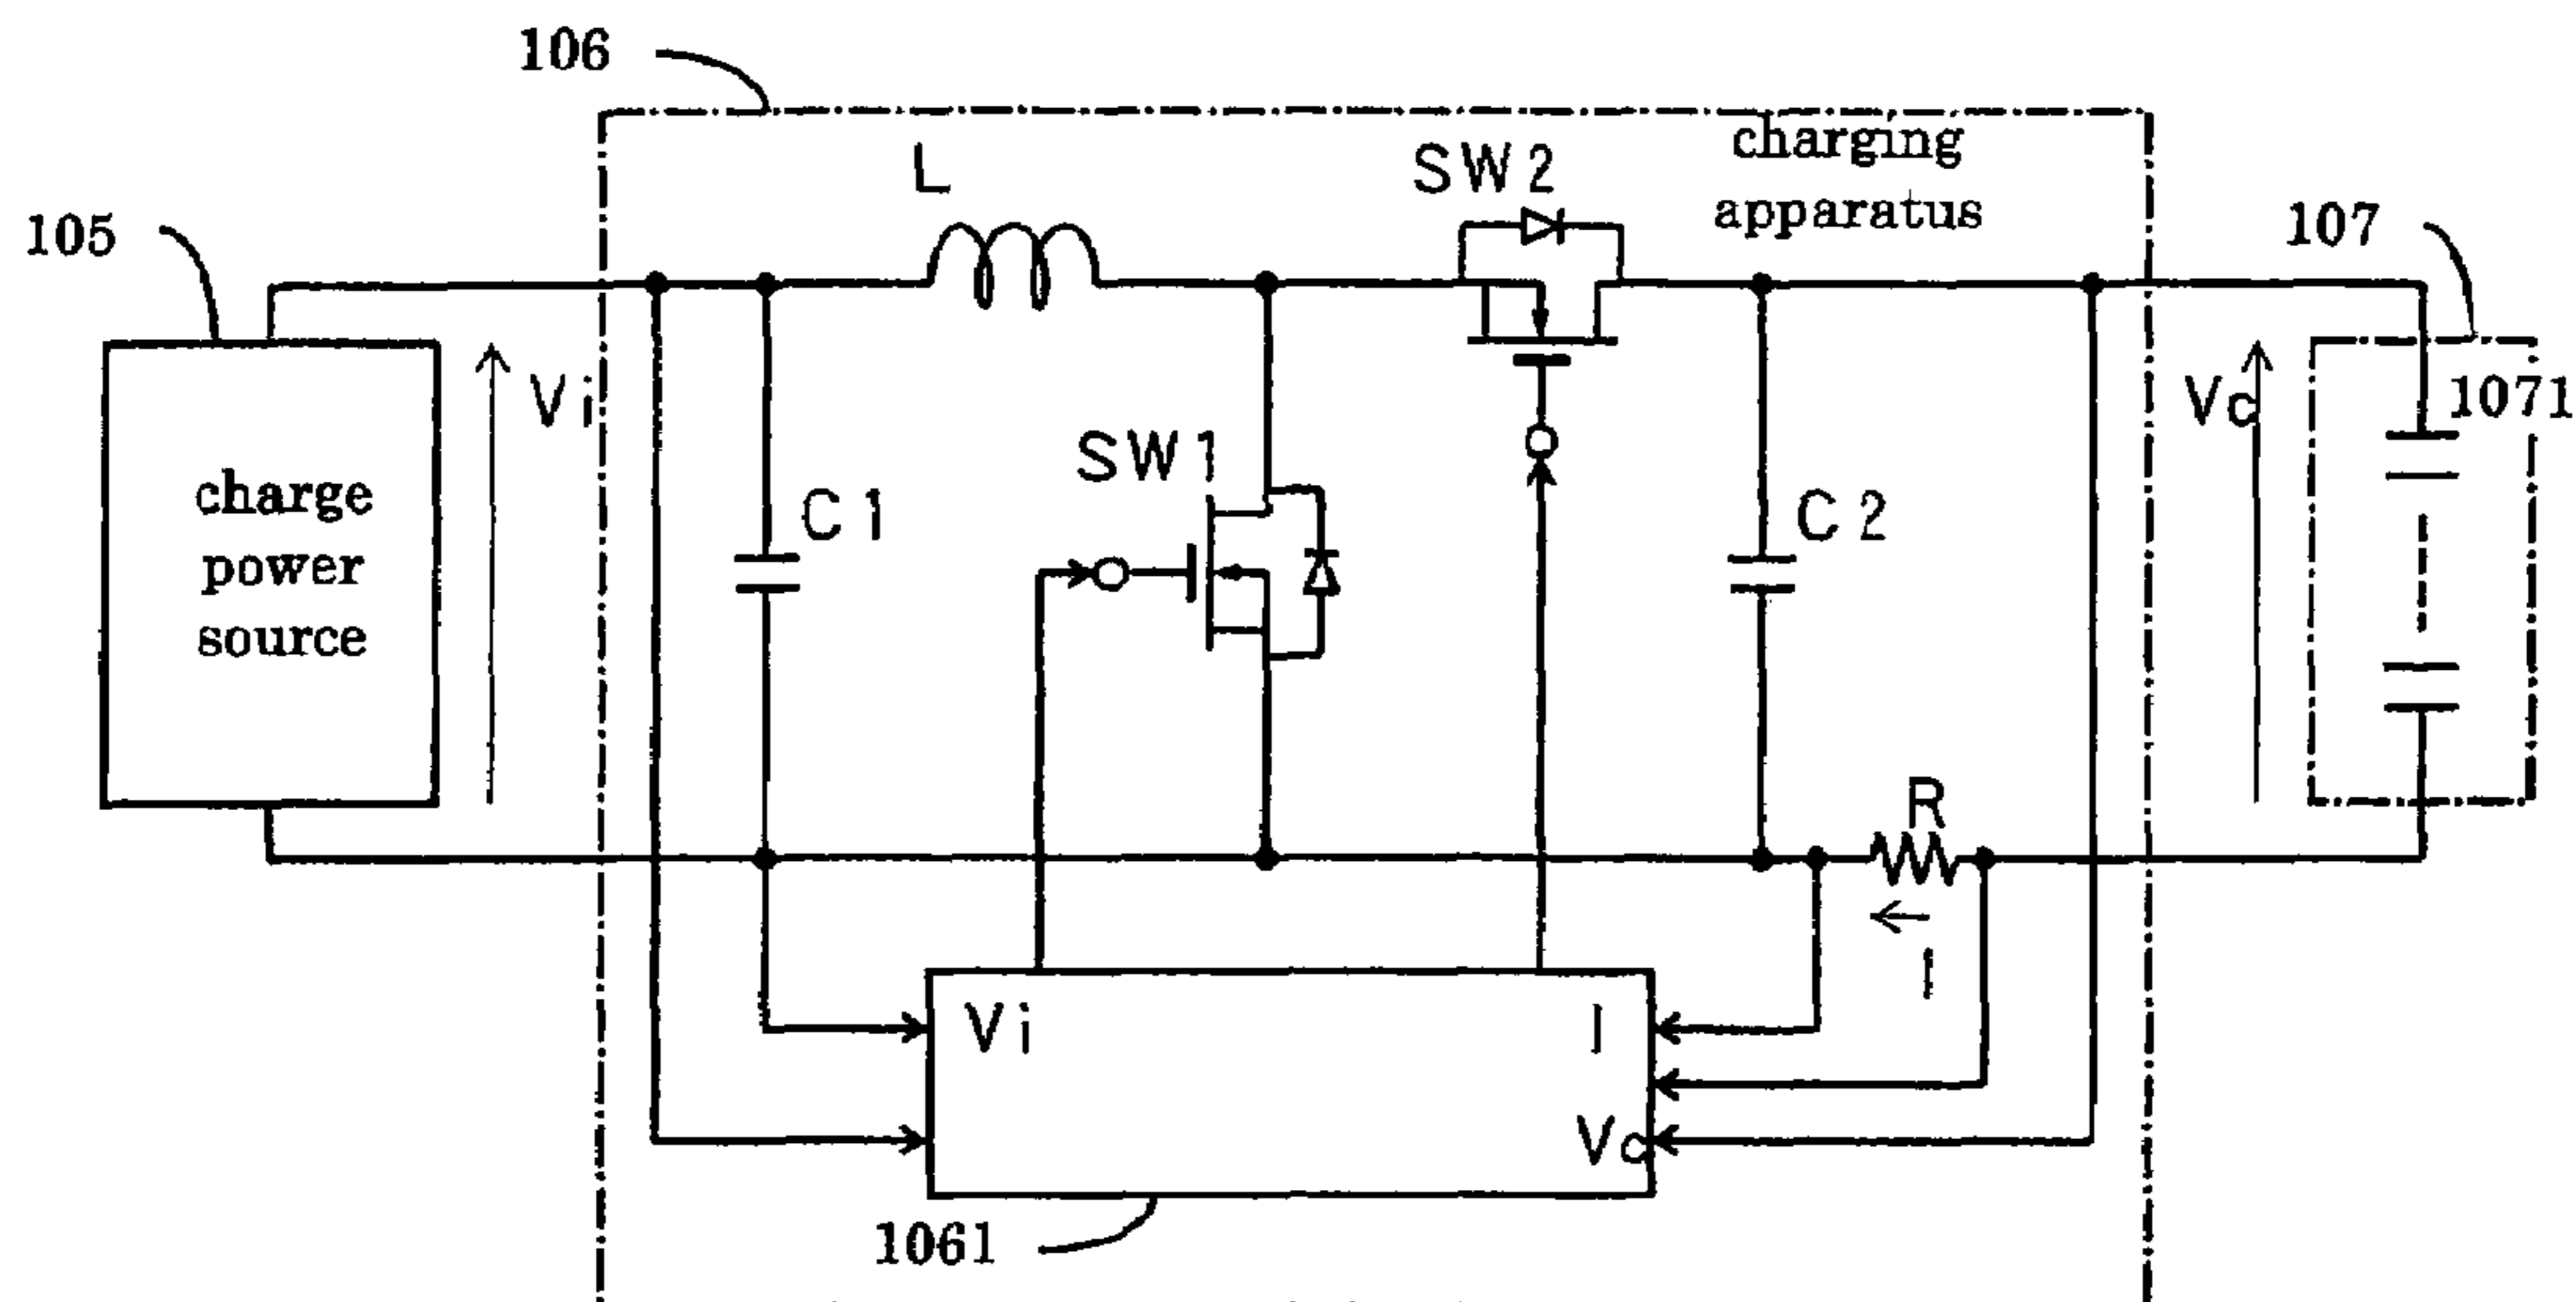 106
charging
apparatus
L
SW2
105
107
Vi
Vc
1071
SW1
C1
C2
charge
power
source
R
I
Vi
I
Vc
1061